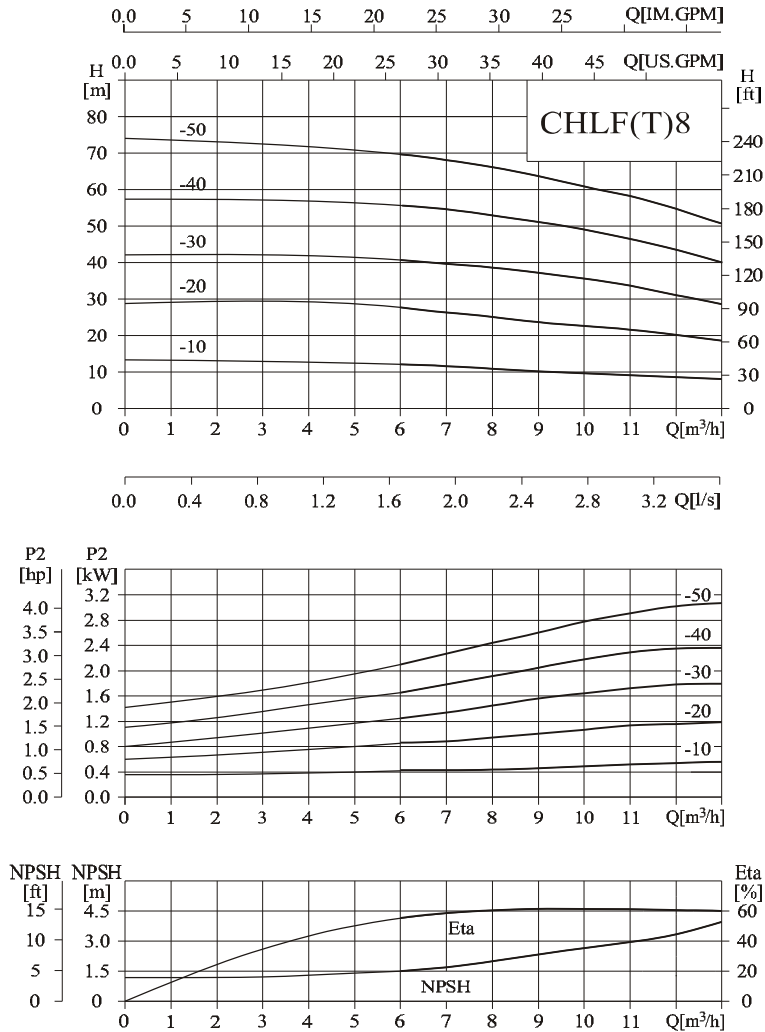 0.0 5 10 15 20 25 Q[IM.GPM]
0.0 5 10 15 20 25 30 35 40 45 Q[US.GPM]
H
[m]
H
[ft]
CHLF(T)8
80
70
60
50
40
30
20
10
0
240
210
180
150
120
90
60
30
0
-50
-40
-30
-20
-10
0 1 2 3 4 5 6 7 8 9 10 11 Q[m³/h]
0.0 0.4 0.8 1.2 1.6 2.0 2.4 2.8 3.2 Q[l/s]
P2
[hp]
P2
[kW]
4.0
3.5
3.0
2.5
2.0
1.5
1.0
0.5
0.0
3.2
2.8
2.4
2.0
1.6
1.2
0.8
0.4
0.0
-50
-40
-30
-20
-10
0 1 2 3 4 5 6 7 8 9 10 11 Q[m³/h]
NPSH
[ft]
NPSH
[m]
Eta
[%]
15
10
5
0
4.5
3.0
1.5
0
60
40
20
0
Eta
NPSH
0 1 2 3 4 5 6 7 8 9 10 11 Q[m³/h]